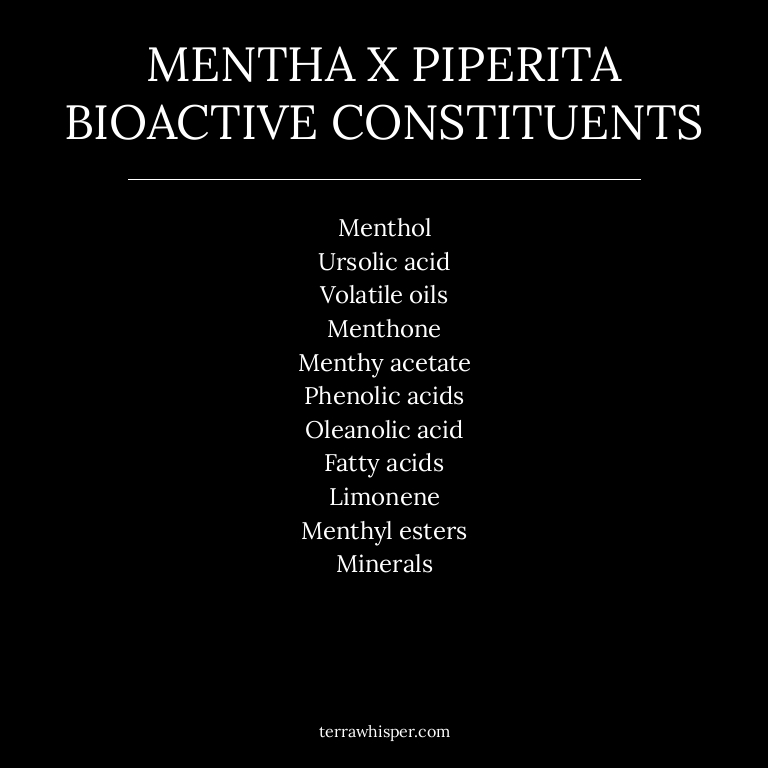 MENTHA X PIPERITA
BIOACTIVE CONSTITUENTS
Menthol
Ursolic acid
Volatile oils
Menthone
Menthy acetate
Phenolic acids
Oleanolic acid
Fatty acids
Limonene
Menthyl esters
Minerals
terrawhisper.com